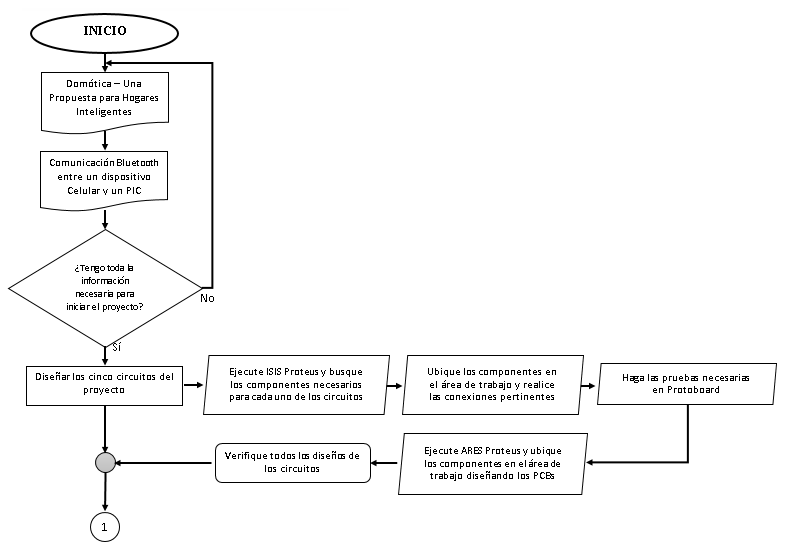 INICIO
Domótica – Una
Propuesta para Hogares
Inteligentes
Comunicación Bluetooth
entre un dispositivo
Celular y un PIC
¿Tengo toda la
información
necesaria para
iniciar el proyecto?
No
Sí
Diseñar los cinco circuitos del
proyecto
Ejecute ISIS Proteus y busque
los componentes necesarios
para cada uno de los circuitos
Ubique los componentes en
el área de trabajo y realice
las conexiones pertinentes
Haga las pruebas necesarias
en Protoboard
Ejecute ARES Proteus y ubique
los componentes en el área de
trabajo diseñando los PCBs
Verifique todos los diseños de
los circuitos
1